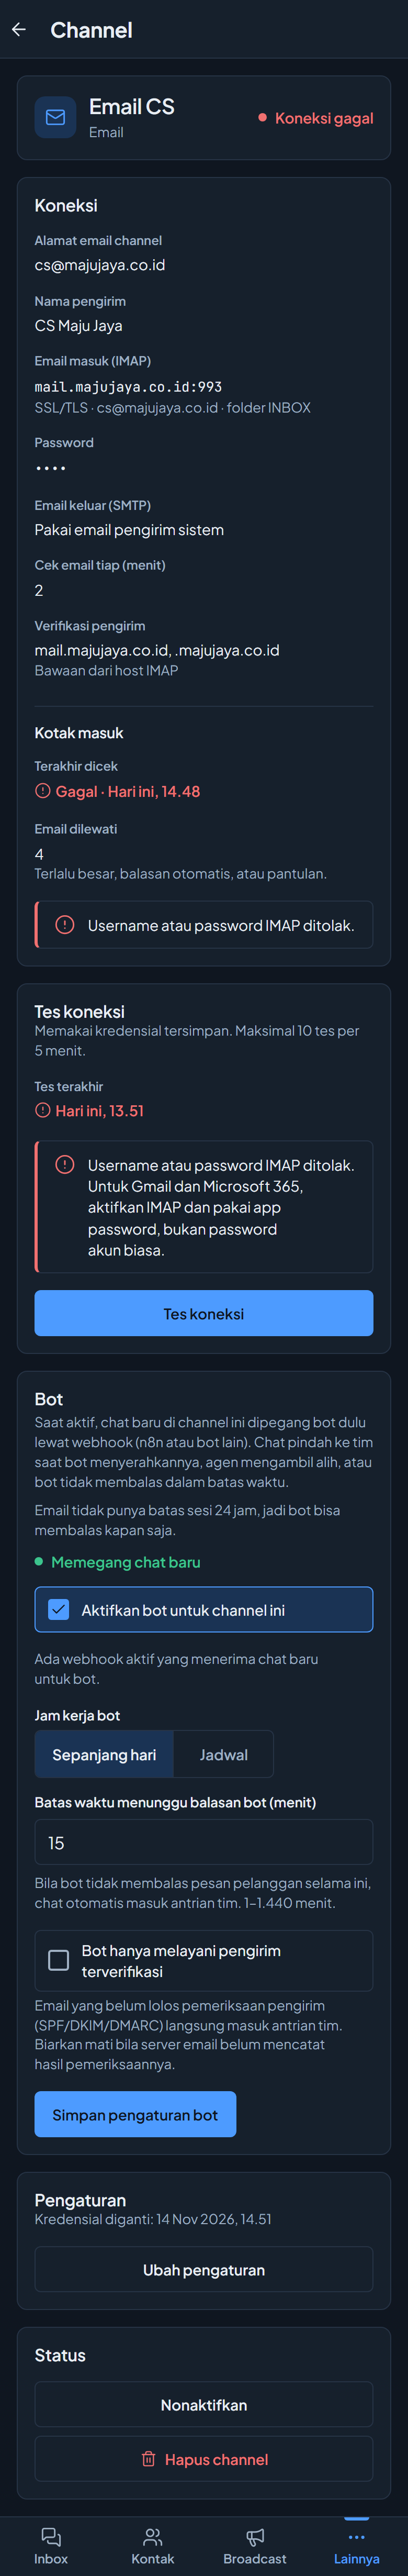 Channel
Email CS
Email
Koneksi gagal
Koneksi
Alamat email channel
cs@majujaya.co.id
Nama pengirim
CS Maju Jaya
Email masuk (IMAP)
mail.majujaya.co.id:993
SSL/TLS · cs@majujaya.co.id · folder INBOX
Password
••••
Email keluar (SMTP)
Pakai email pengirim sistem
Cek email tiap (menit)
2
Verifikasi pengirim
mail.majujaya.co.id, .majujaya.co.id
Bawaan dari host IMAP
Kotak masuk
Terakhir dicek
Gagal · Hari ini, 14.48
Email dilewati
4
Terlalu besar, balasan otomatis, atau pantulan.
Username atau password IMAP ditolak.
Tes koneksi
Memakai kredensial tersimpan. Maksimal 10 tes per
5 menit.
Tes terakhir
Hari ini, 13.51
Username atau password IMAP ditolak.
Untuk Gmail dan Microsoft 365,
aktifkan IMAP dan pakai app
password, bukan password
akun biasa.
Tes koneksi
Bot
Saat aktif, chat baru di channel ini dipegang bot dulu
lewat webhook (n8n atau bot lain). Chat pindah ke tim
saat bot menyerahkannya, agen mengambil alih, atau
bot tidak membalas dalam batas waktu.
Email tidak punya batas sesi 24 jam, jadi bot bisa
membalas kapan saja.
Memegang chat baru
Aktifkan bot untuk channel ini
Ada webhook aktif yang menerima chat baru
untuk bot.
Jam kerja bot
Sepanjang hari
Jadwal
Batas waktu menunggu balasan bot (menit)
15
Bila bot tidak membalas pesan pelanggan selama ini,
chat otomatis masuk antrian tim. 1–1.440 menit.
Bot hanya melayani pengirim
terverifikasi
Email yang belum lolos pemeriksaan pengirim
(SPF/DKIM/DMARC) langsung masuk antrian tim.
Biarkan mati bila server email belum mencatat
hasil pemeriksaannya.
Simpan pengaturan bot
Pengaturan
Kredensial diganti: 14 Nov 2026, 14.51
Ubah pengaturan
Status
Nonaktifkan
Hapus channel
Inbox
Kontak
Broadcast
Lainnya